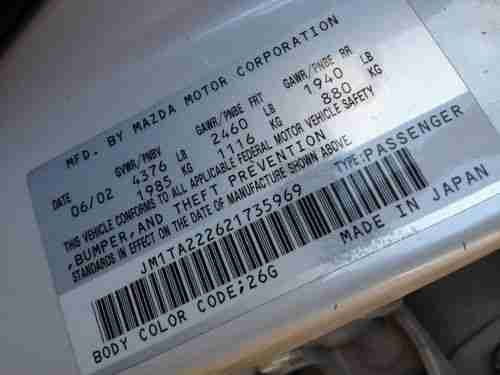 MFD. BY MAZDA MOTOR CORPORATION
DATE GVWR/PNBV GAWR/PNBE FRT GAWR/PNBE RR
06/02 4376 LB 2460 LB 1940 LB
1985 KG 1116 KG 880 KG
THIS VEHICLE CONFORMS TO ALL APPLICABLE FEDERAL MOTOR VEHICLE SAFETY
,BUMPER,AND THEFT PREVENTION
STANDARDS IN EFFECT ON THE DATE OF MANUFACTURE SHOWN ABOVE.
JM1TA222621735969 TYPE:PASSENGER
BODY COLOR CODE;26G MADE IN JAPAN